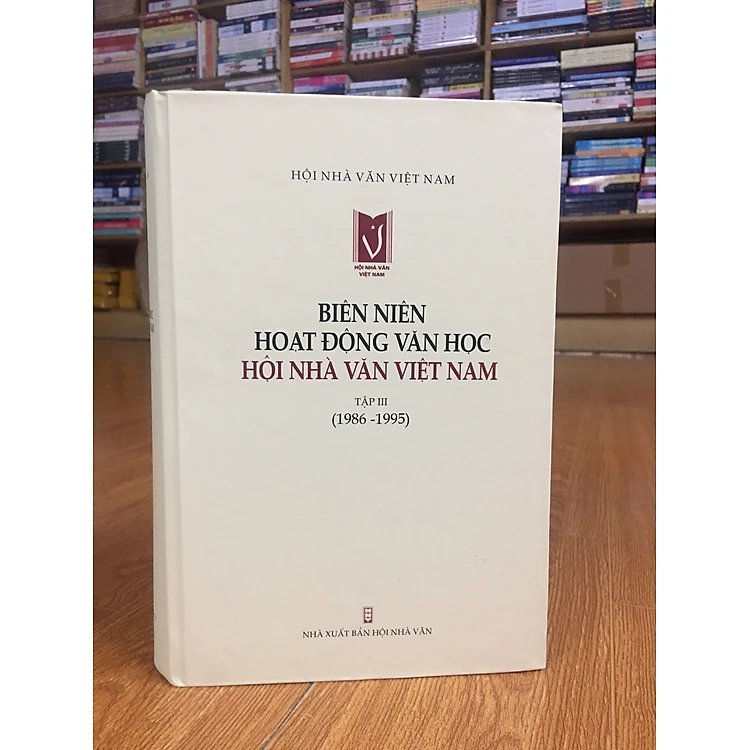 HỘI NHÀ VĂN VIỆT NAM
HỘI NHÀ VĂN
VIỆT NAM
BIÊN NIÊN
HOẠT ĐỘNG VĂN HỌC
HỘI NHÀ VĂN VIỆT NAM
TẬP III
(1986 -1995)
NHÀ XUẤT BẢN HỘI NHÀ VĂN